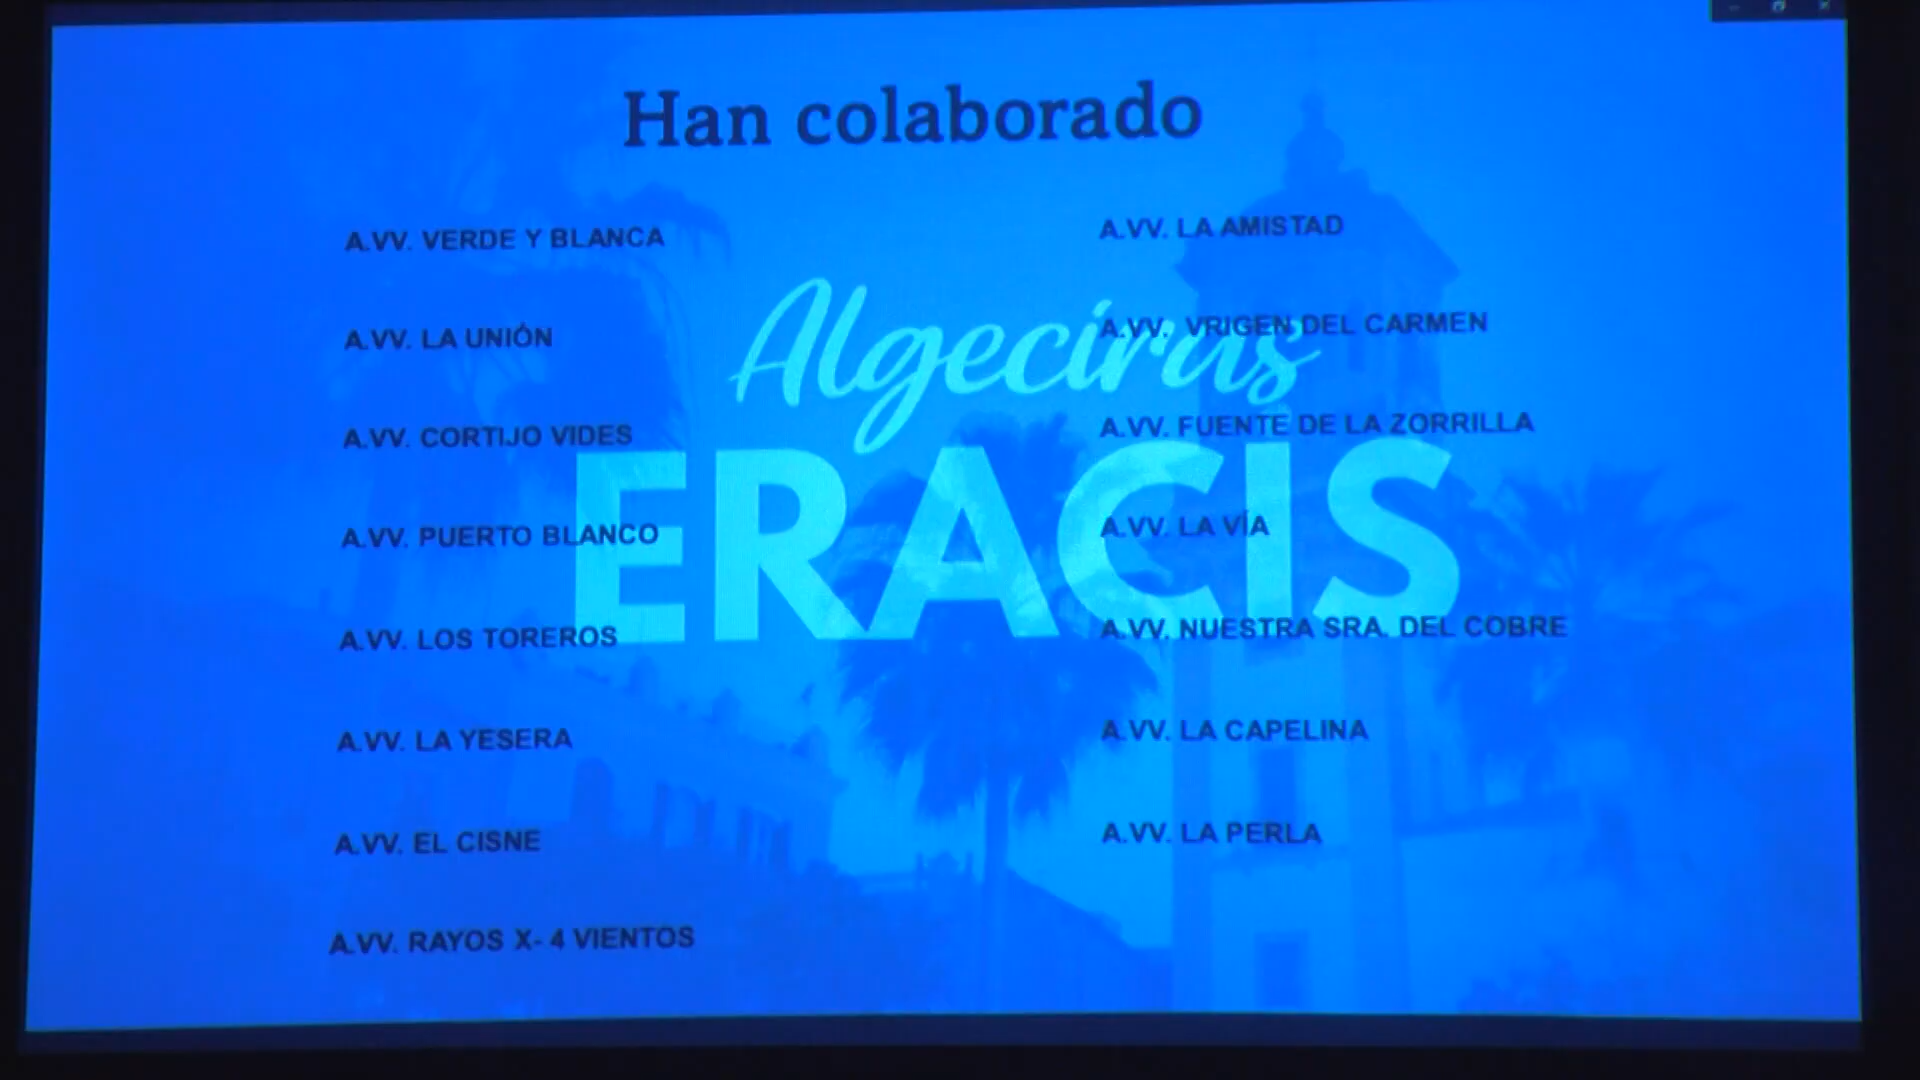 Han colaborado
A.VV. VERDE Y BLANCA
A.VV. LA UNIÓN
A.VV. CORTIJO VIDES
A.VV. PUERTO BLANCO
A.VV. LOS TOREROS
A.VV. LA YESERA
A.VV. EL CISNE
A.VV. RAYOS X- 4 VIENTOS
A.VV. LA AMISTAD
A.VV. VRIGEN DEL CARMEN
A.VV. FUENTE DE LA ZORRILLA
A.VV. LA VÍA
A.VV. NUESTRA SRA. DEL COBRE
A.VV. LA CAPELINA
A.VV. LA PERLA
Algeciras
ERACIS